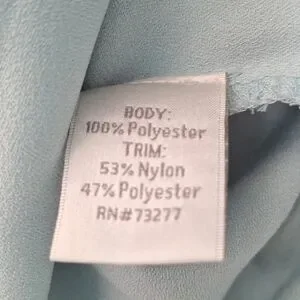 BODY:
100% Polyester
TRIM:
53% Nylon
47% Polyester
RN#73277